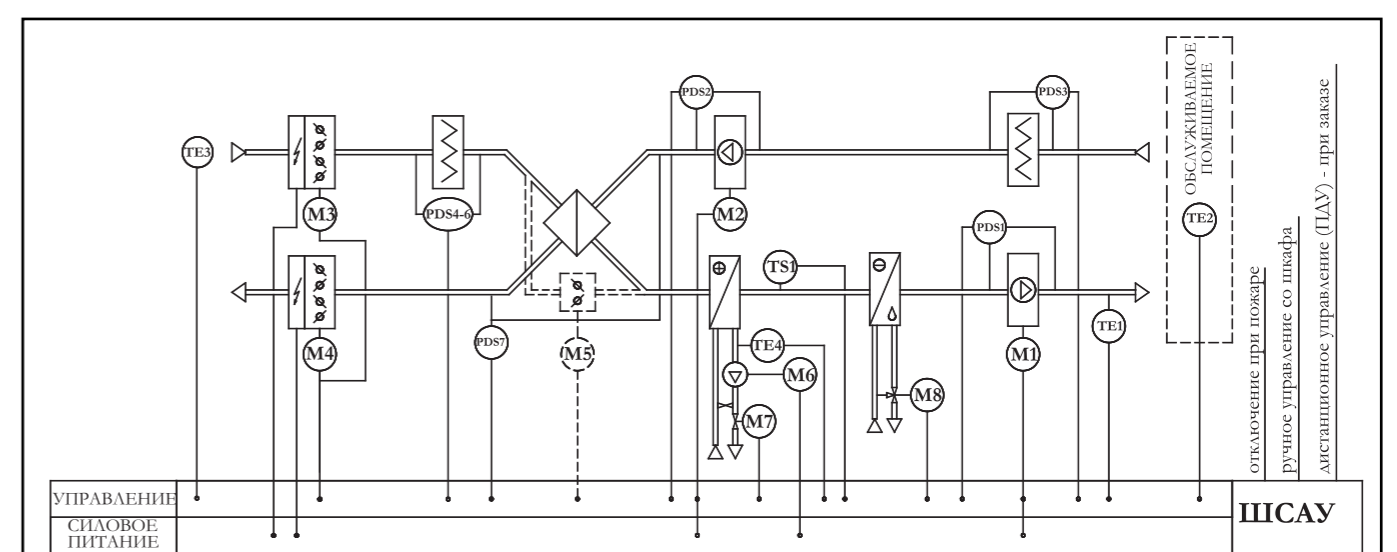 PDS2
PDS3
ОБСЛУЖИВАЕМОЕ
ПОМЕЩЕНИЕ
TE3
M3
PDS4-6
M2
PDS1
TE2
TS1
TE1
PDS7
M4
M5
TE4
M6
M1
M7
M8
отключение при пожаре
ручное управление со шкафа
дистанционное управление (ПДУ) - при заказе
УПРАВЛЕНИЕ
СИЛОВОЕ
ПИТАНИЕ
ШСАУ